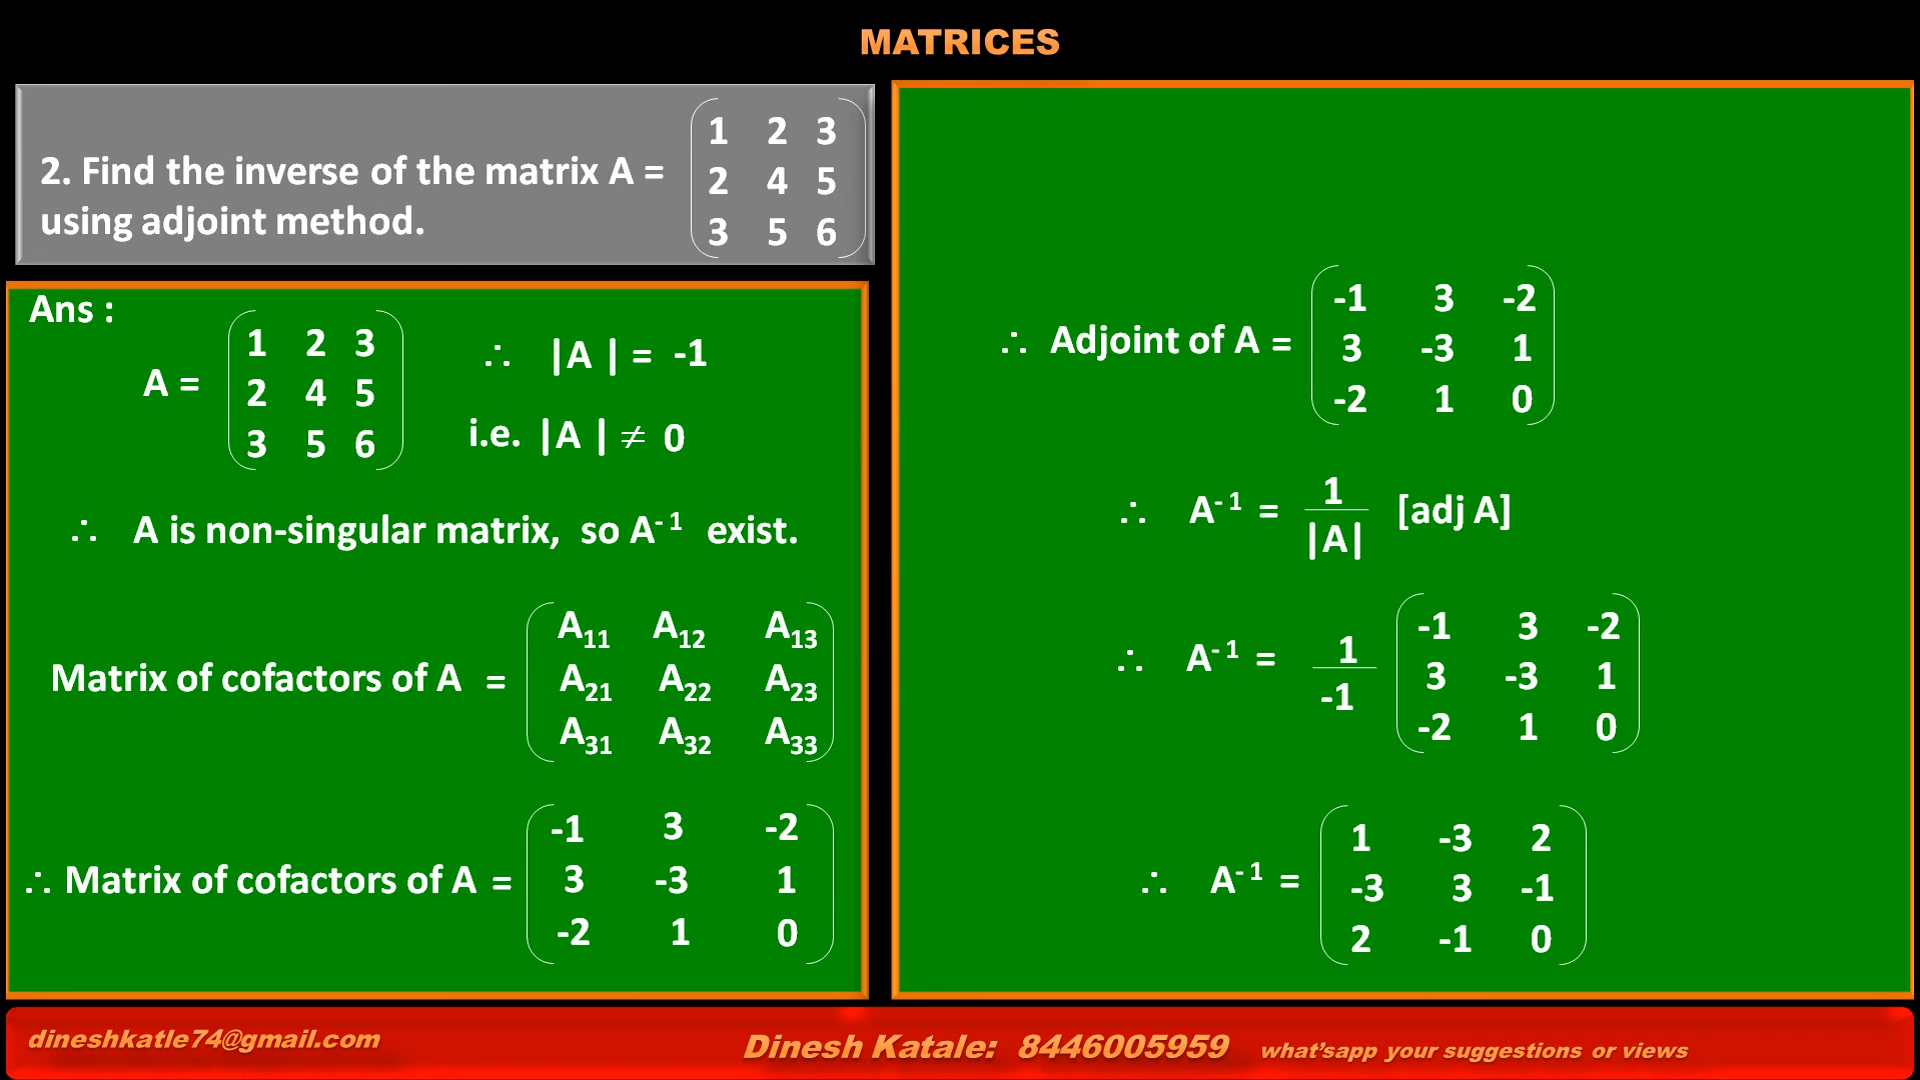 MATRICES
1 2 3
2. Find the inverse of the matrix A = 2 4 5
using adjoint method.
3 5 6
Ans :
1 2 3
A = 2 4 5
3 5 6
∴ |A | = -1
i.e. |A | ≠ 0
∴ A is non-singular matrix, so A⁻¹ exist.
A₁₁ A₁₂ A₁₃
Matrix of cofactors of A = A₂₁ A₂₂ A₂₃
A₃₁ A₃₂ A₃₃
-1 3 -2
∴ Matrix of cofactors of A = 3 -3 1
-2 1 0
-1 3 -2
∴ Adjoint of A = 3 -3 1
-2 1 0
1
∴ A⁻¹ = [adj A]
|A|
1 -1 3 -2
∴ A⁻¹ = 3 -3 1
-1 -2 1 0
1 -3 2
∴ A⁻¹ = -3 3 -1
2 -1 0
dineshkatle74@gmail.com
Dinesh Katale: 8446005959 what'sapp your suggestions or views